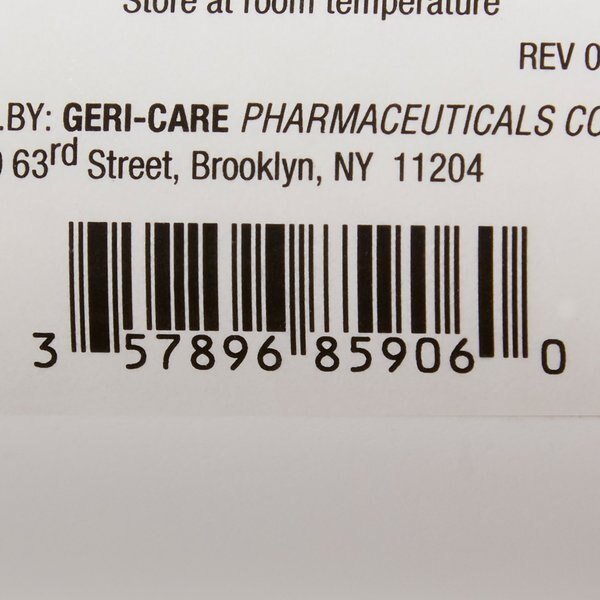 Store at room temperature
REV 0
.BY: GERI-CARE PHARMACEUTICALS CO
63rd Street, Brooklyn, NY 11204
3 57896 85906 0